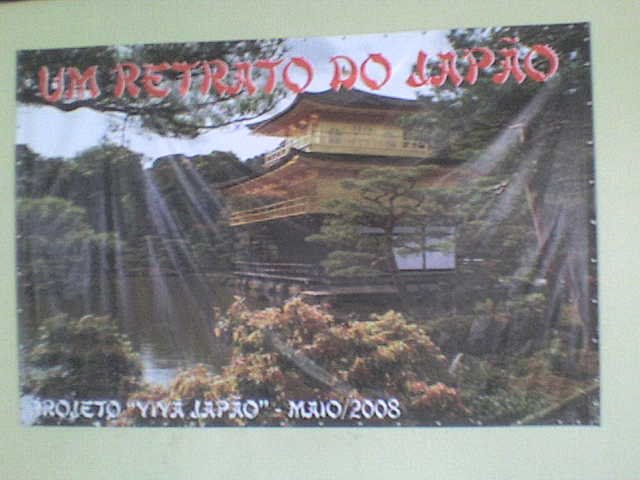 UM RETRATO DO JAPÃO
PROJETO "VIVA JAPÃO" - MAIO/2008